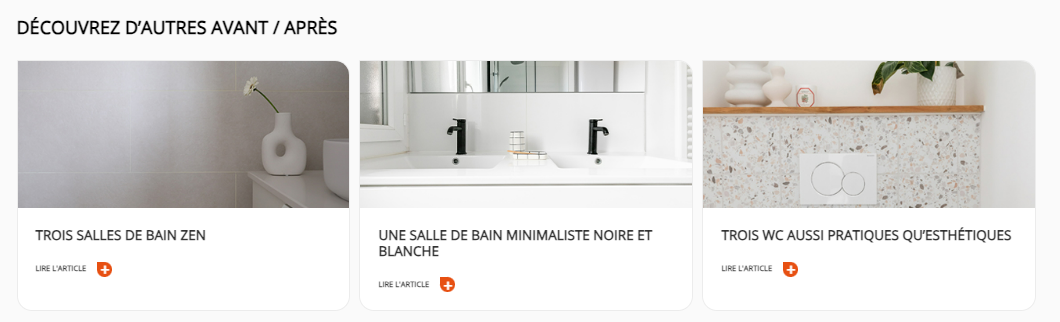 DÉCOUVREZ D'AUTRES AVANT / APRÈS
TROIS SALLES DE BAIN ZEN
LIRE L'ARTICLE
UNE SALLE DE BAIN MINIMALISTE NOIRE ET
BLANCHE
LIRE L'ARTICLE
TROIS WC AUSSI PRATIQUES QU'ESTHÉTIQUES
LIRE L'ARTICLE